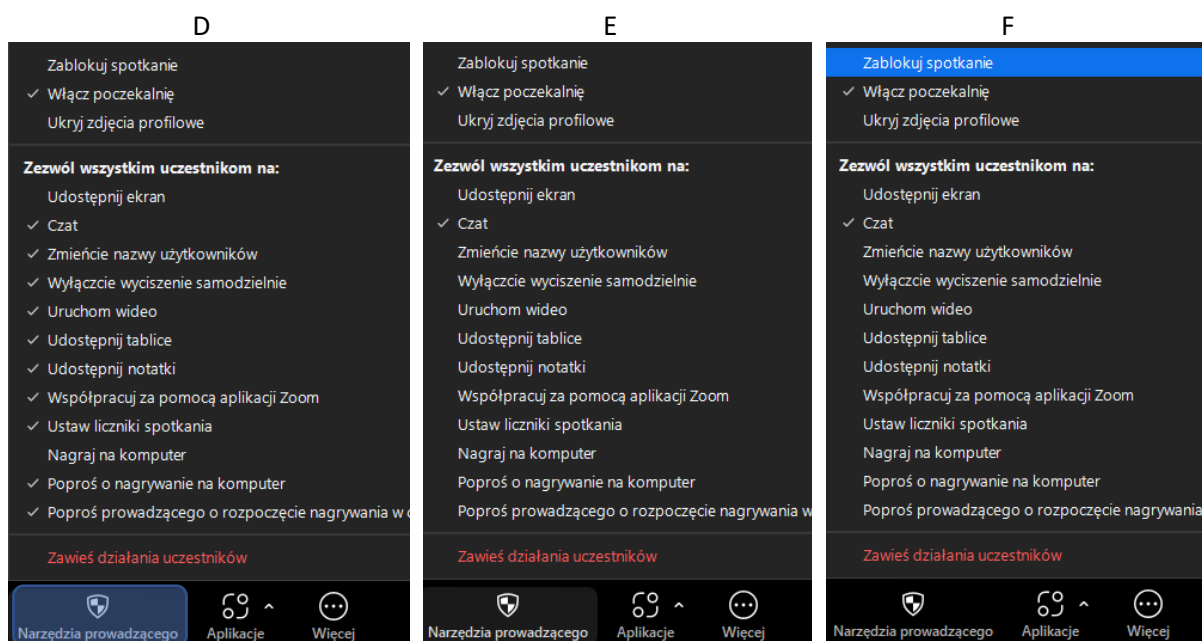 D
Zablokuj spotkanie
✓ Włącz poczekalnię
Ukryj zdjęcia profilowe
Zezwól wszystkim uczestnikom na:
Udostępnij ekran
✓ Czat
✓ Zmieńcie nazwy użytkowników
✓ Wyłączcie wyciszenie samodzielnie
✓ Uruchom wideo
✓ Udostępnij tablice
✓ Udostępnij notatki
✓ Współpracuj za pomocą aplikacji Zoom
✓ Ustaw liczniki spotkania
Nagraj na komputer
✓ Poproś o nagrywanie na komputer
✓ Poproś prowadzącego o rozpoczęcie nagrywania w
Zawieś działania uczestników
Narzędzia prowadzącego Aplikacje Więcej
E
Zablokuj spotkanie
✓ Włącz poczekalnię
Ukryj zdjęcia profilowe
Zezwól wszystkim uczestnikom na:
Udostępnij ekran
✓ Czat
Zmieńcie nazwy użytkowników
Wyłączcie wyciszenie samodzielnie
Uruchom wideo
Udostępnij tablice
Udostępnij notatki
Współpracuj za pomocą aplikacji Zoom
Ustaw liczniki spotkania
Nagraj na komputer
Poproś o nagrywanie na komputer
Poproś prowadzącego o rozpoczęcie nagrywania w
Zawieś działania uczestników
Narzędzia prowadzącego Aplikacje Więcej
F
Zablokuj spotkanie
✓ Włącz poczekalnię
Ukryj zdjęcia profilowe
Zezwól wszystkim uczestnikom na:
Udostępnij ekran
✓ Czat
Zmieńcie nazwy użytkowników
Wyłączcie wyciszenie samodzielnie
Uruchom wideo
Udostępnij tablice
Udostępnij notatki
Współpracuj za pomocą aplikacji Zoom
Ustaw liczniki spotkania
Nagraj na komputer
Poproś o nagrywanie na komputer
Poproś prowadzącego o rozpoczęcie nagrywania
Zawieś działania uczestników
Narzędzia prowadzącego Aplikacje Więcej